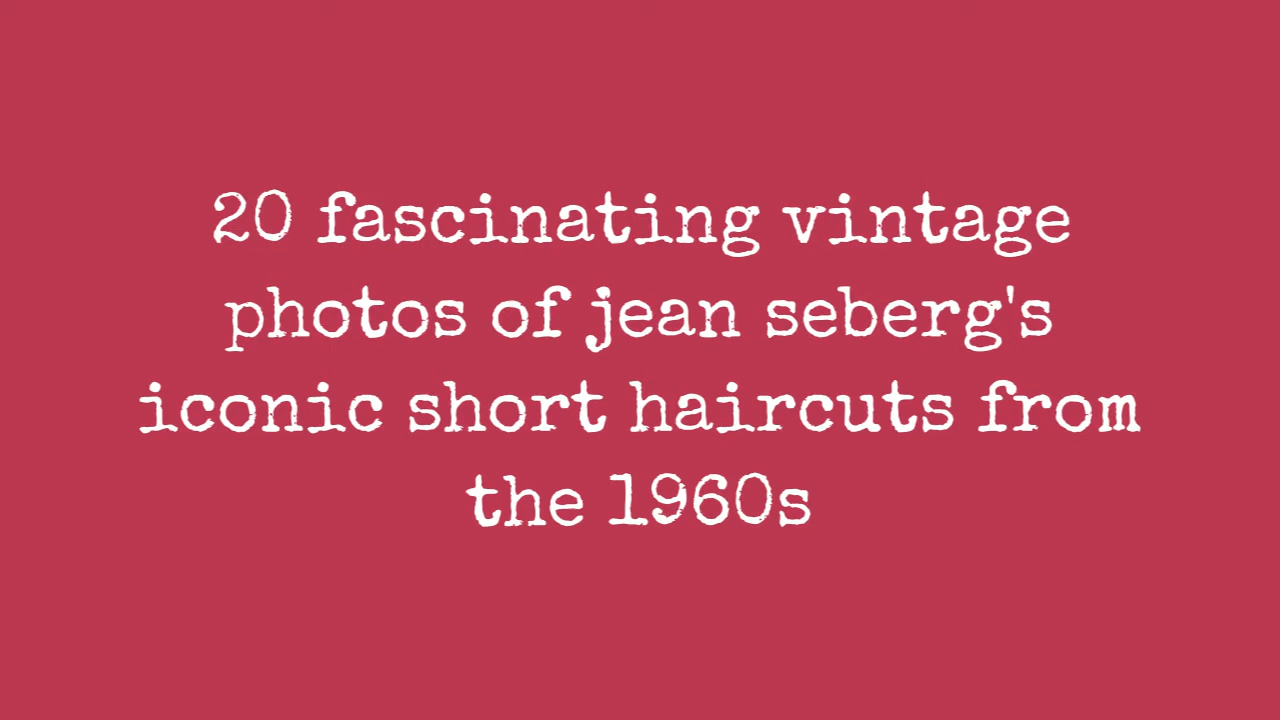 20 fascinating vintage
photos of jean seberg's
iconic short haircuts from
the 1960s